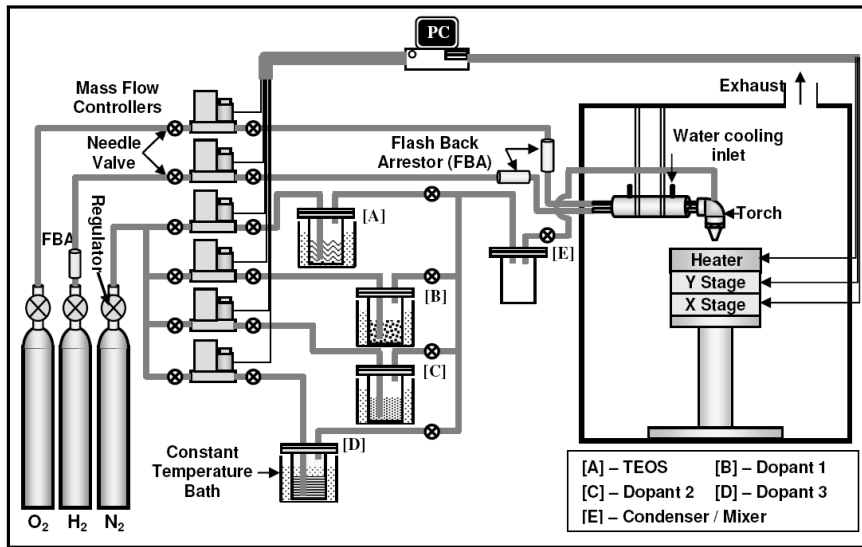 PC
Mass Flow
Controllers
Exhaust
Needle
Valve
Flash Back
Arrestor (FBA)
Water cooling
inlet
[A]
Torch
Regulator
FBA
[E]
Heater
Y Stage
X Stage
[B]
[C]
[D]
Constant
Temperature
Bath
[A] – TEOS [B] – Dopant 1
[C] – Dopant 2 [D] – Dopant 3
[E] – Condenser / Mixer
O₂ H₂ N₂